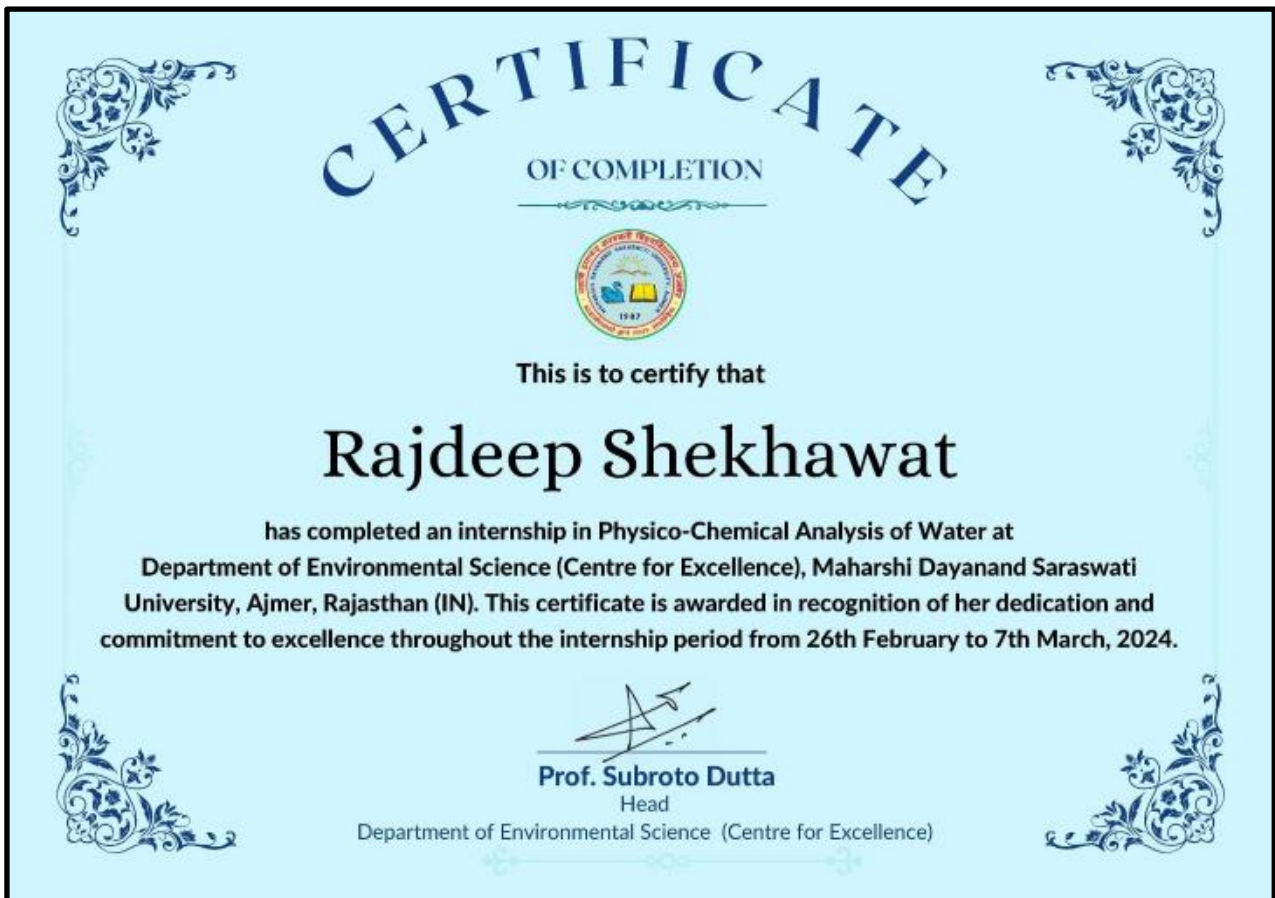 CERTIFICATE
OF COMPLETION
1987
This is to certify that
Rajdeep Shekhawat
has completed an internship in Physico-Chemical Analysis of Water at
Department of Environmental Science (Centre for Excellence), Maharshi Dayanand Saraswati
University, Ajmer, Rajasthan (IN). This certificate is awarded in recognition of her dedication and
commitment to excellence throughout the internship period from 26th February to 7th March, 2024.
Prof. Subroto Dutta
Head
Department of Environmental Science (Centre for Excellence)